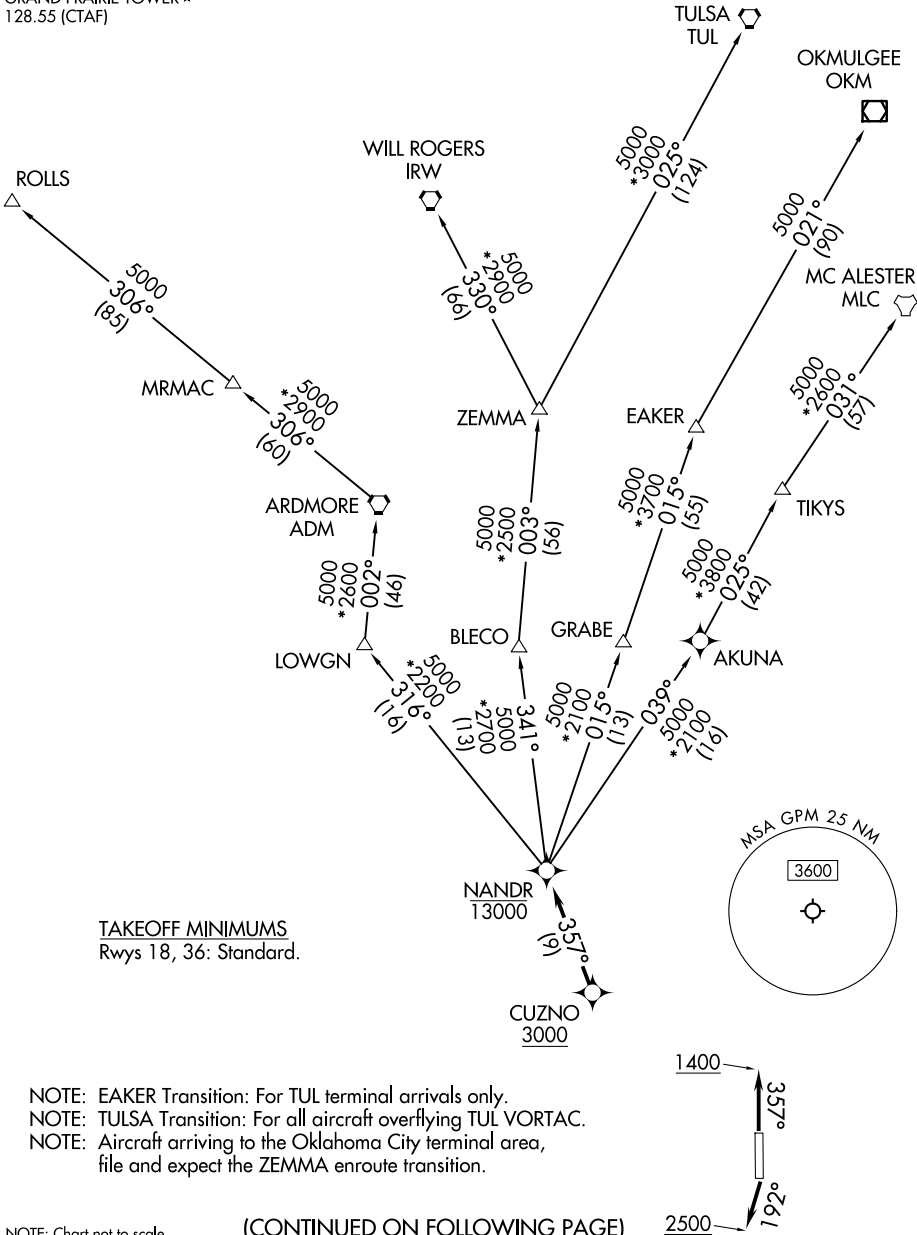 GRAND PRAIRIE TOWER *
128.55 (CTAF)
TULSA
TUL
OKMULGEE
OKM
WILL ROGERS
IRW
5000
*3000
025°
(124)
ROLLS
5000
021°
(90)
5000
*2900
330°
(66)
MC ALESTER
MLC
5000
306°
(85)
MRMAC
5000
*2900
306°
(60)
ZEMMA
EAKER
5000
*2600
031°
(57)
ARDMORE
ADM
5000
*2500
003°
(56)
5000
*3700
015°
(55)
TIKYS
5000
*2600
002°
(46)
5000
*3800
025°
(42)
LOWGN
BLECO
GRABE
AKUNA
5000
*2200
316°
(16)
341°
5000
*2700
(13)
5000
*2100
015°
(13)
039°
5000
*2100
(16)
MSA GPM 25 NM
3600
NANDR
13000
TAKEOFF MINIMUMS
Rwys 18, 36: Standard.
357°
(9)
CUZNO
3000
1400
357°
NOTE: EAKER Transition: For TUL terminal arrivals only.
NOTE: TULSA Transition: For all aircraft overflying TUL VORTAC.
NOTE: Aircraft arriving to the Oklahoma City terminal area,
file and expect the ZEMMA enroute transition.
192°
2500
NOTE: Chart not to scale
(CONTINUED ON FOLLOWING PAGE)